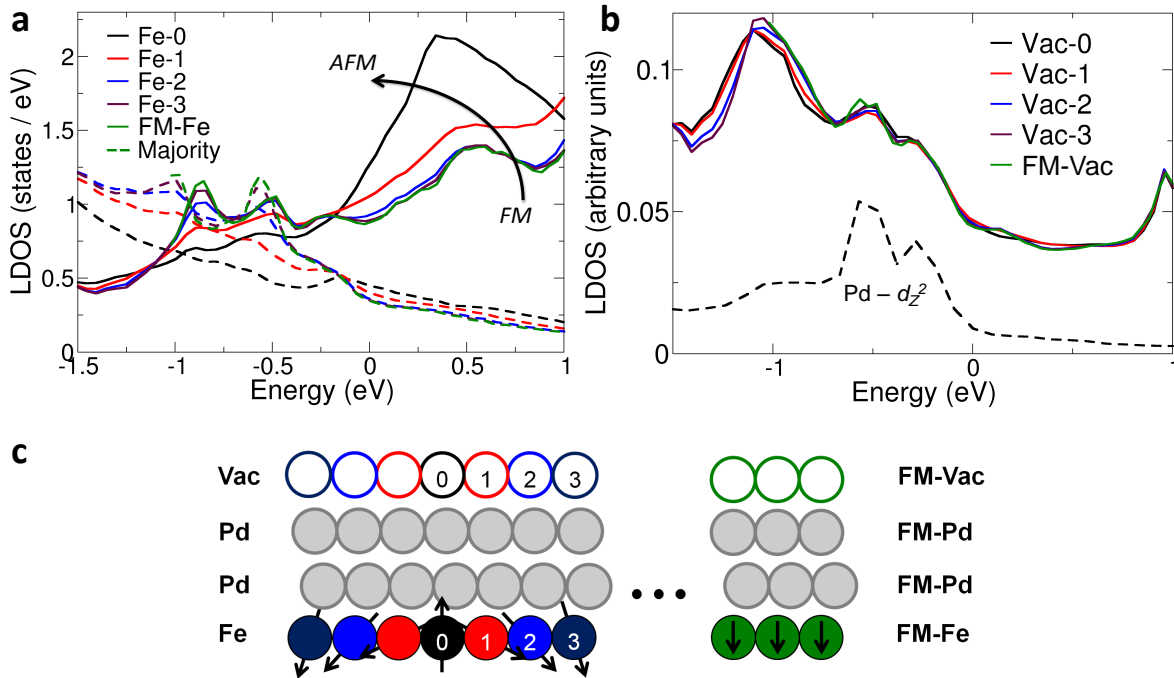 a
LDOS (states / eV)
2
1.5
1
0.5
0
Fe-0
Fe-1
Fe-2
Fe-3
FM-Fe
Majority
AFM
FM
-1.5
-1
-0.5
0
0.5
1
Energy (eV)
b
LDOS (arbitrary units)
0.1
0.05
0
Vac-0
Vac-1
Vac-2
Vac-3
FM-Vac
Pd – dz²
-1
0
1
Energy (eV)
c
Vac 0 1 2 3 FM-Vac
Pd FM-Pd
Pd FM-Pd
Fe 0 1 2 3 FM-Fe